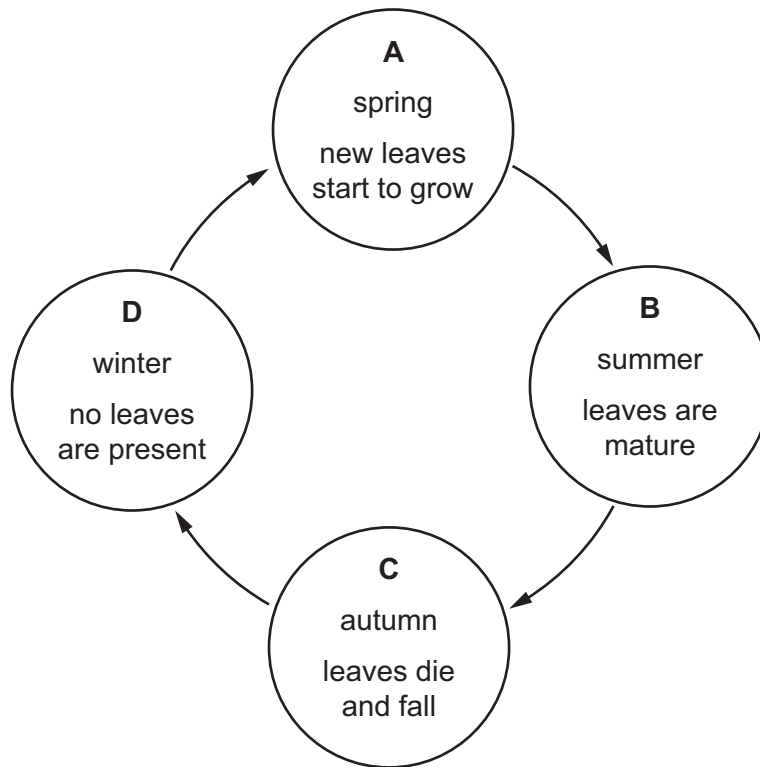 A
spring
new leaves
start to grow
B
summer
leaves are
mature
C
autumn
leaves die
and fall
D
winter
no leaves
are present